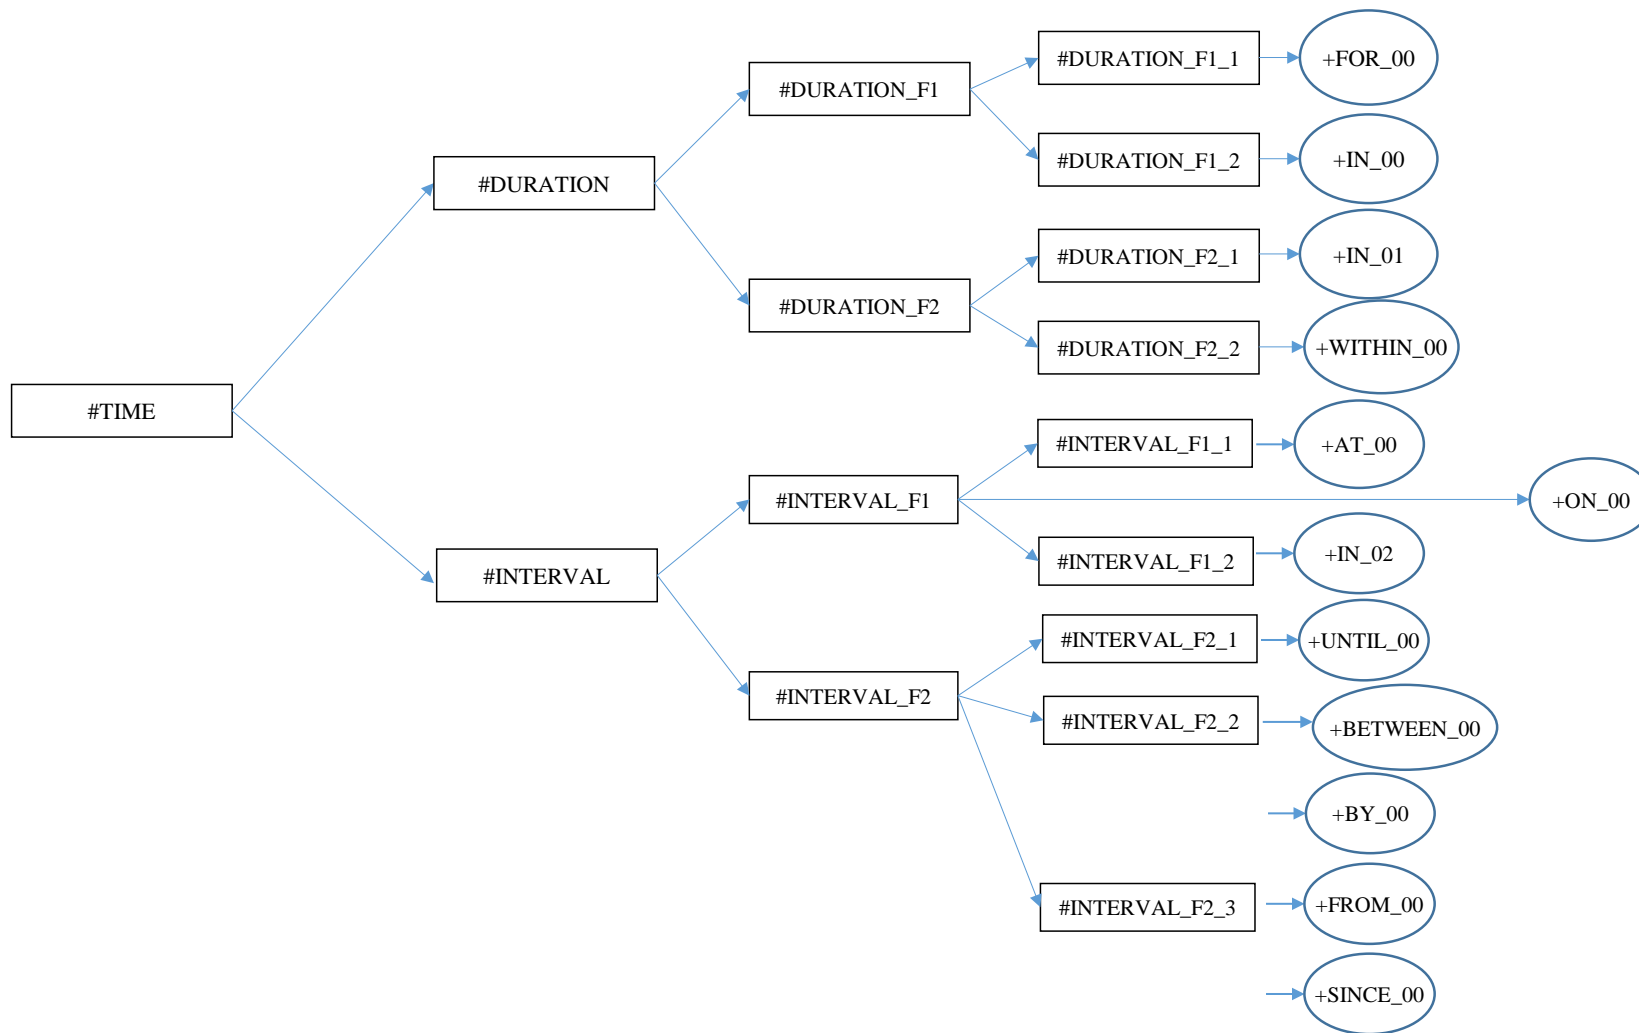 #TIME
#DURATION
#DURATION_F1
#DURATION_F1_1
+FOR_00
#DURATION_F1_2
+IN_00
#DURATION_F2
#DURATION_F2_1
+IN_01
#DURATION_F2_2
+WITHIN_00
#INTERVAL
#INTERVAL_F1
#INTERVAL_F1_1
+AT_00
+ON_00
#INTERVAL_F1_2
+IN_02
#INTERVAL_F2
#INTERVAL_F2_1
+UNTIL_00
#INTERVAL_F2_2
+BETWEEN_00
+BY_00
#INTERVAL_F2_3
+FROM_00
+SINCE_00